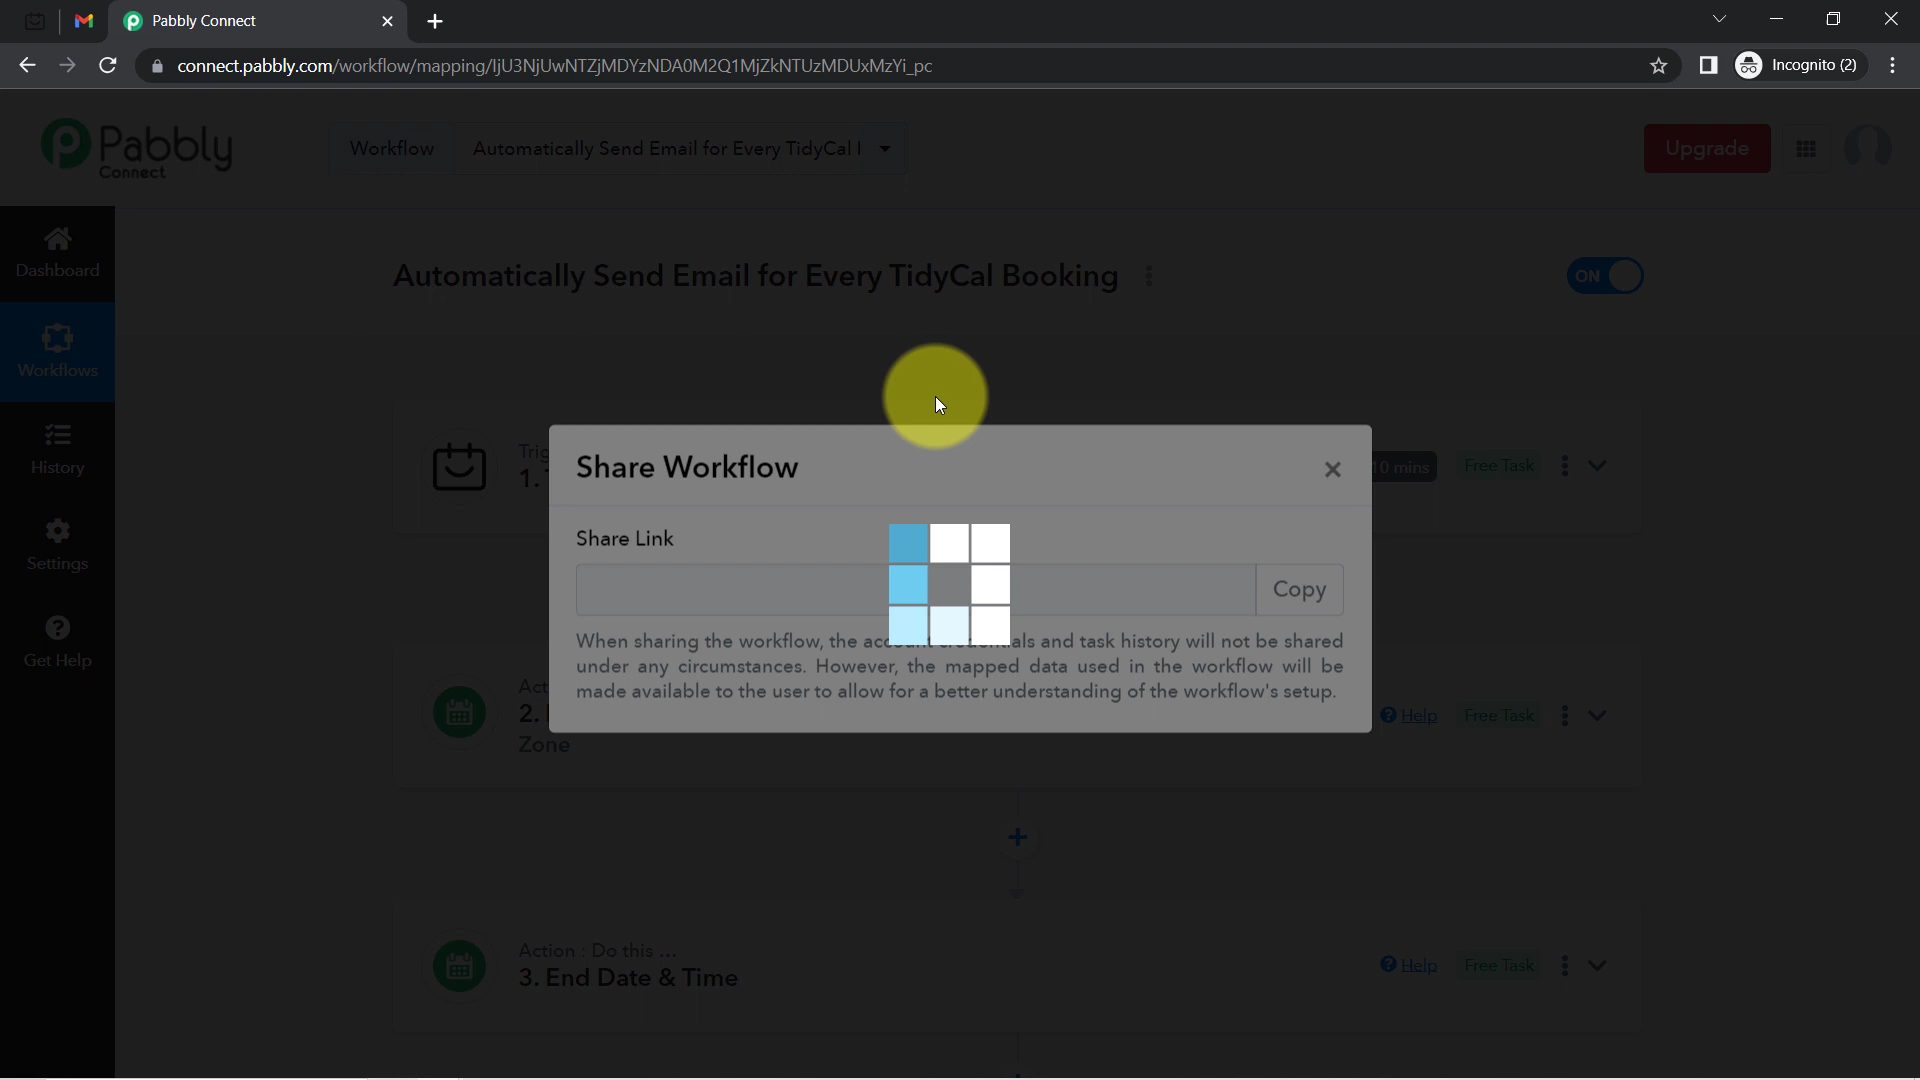 Pabbly Connect
connect.pabbly.com/workflow/mapping/IjU3NjUwNTZjMDYzNDA0M2Q1MjZkNTUzMDUxMzYi_pc
Incognito (2)
Pabbly
Connect
Workflow
Automatically Send Email for Every TidyCal
Upgrade
Dashboard
Workflows
History
Settings
Get Help
Automatically Send Email for Every TidyCal Booking
ON
1.
10 mins
Free Task
Share Workflow
Share Link
Copy
When sharing the workflow, the account credentials and task history will not be shared
under any circumstances. However, the mapped data used in the workflow will be
made available to the user to allow for a better understanding of the workflow's setup.
2.
Zone
Help
Free Task
Action : Do this ...
3. End Date & Time
Help
Free Task